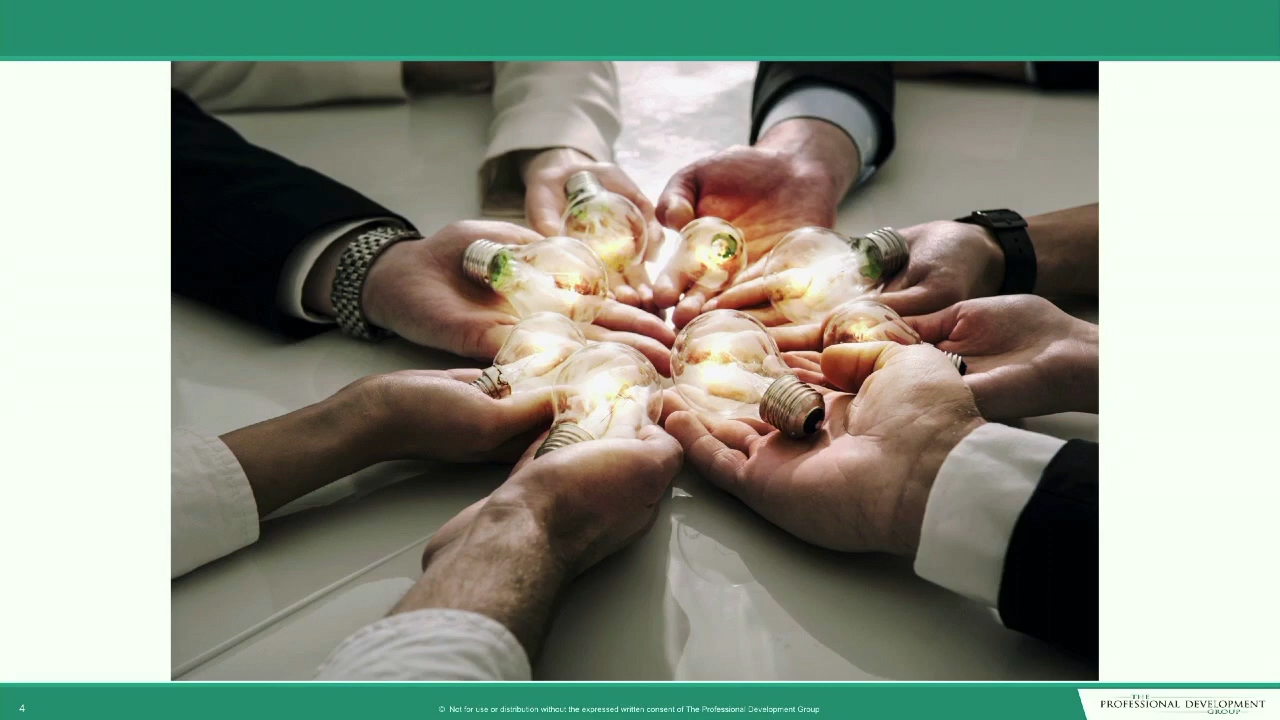 4
© Not for use or distribution without the expressed written consent of The Professional Development Group
THE
PROFESSIONAL DEVELOPMENT
GROUP